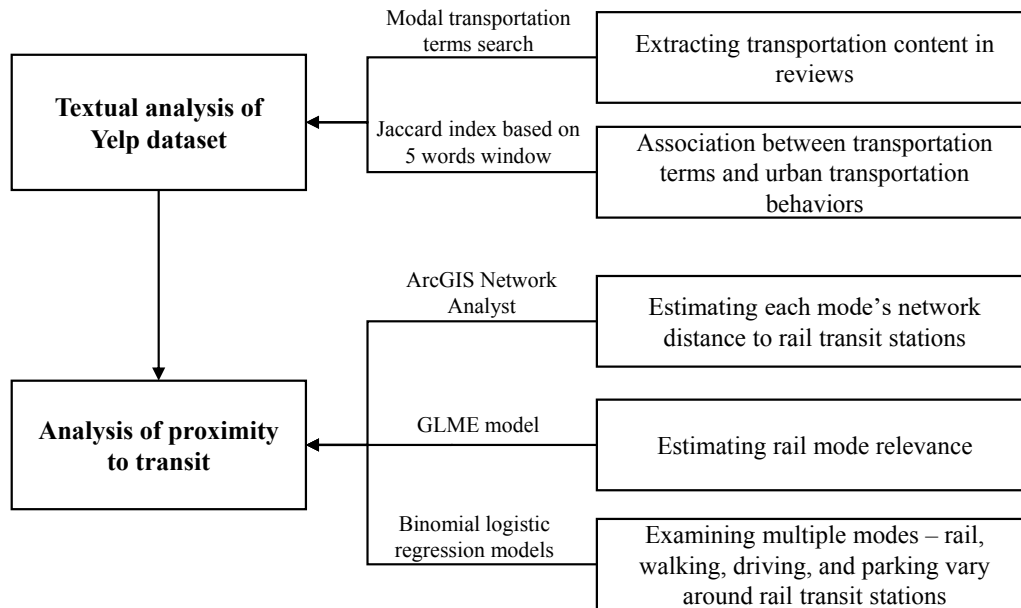 Modal transportation
terms search
Extracting transportation content in
reviews
Textual analysis of
Yelp dataset
Jaccard index based on
5 words window
Association between transportation
terms and urban transportation
behaviors
ArcGIS Network
Analyst
Estimating each mode’s network
distance to rail transit stations
Analysis of proximity
to transit
GLME model
Estimating rail mode relevance
Binomial logistic
regression models
Examining multiple modes – rail,
walking, driving, and parking vary
around rail transit stations